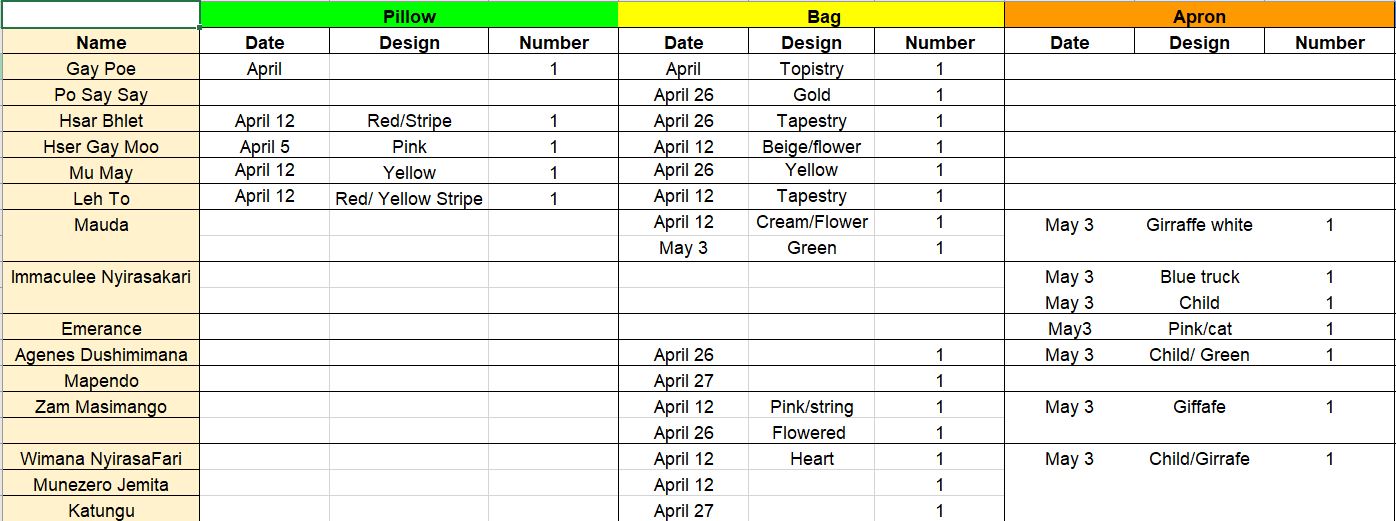 Pillow Bag Apron
Name Date Design Number Date Design Number Date Design Number
Gay Poe April 1 April Topistry 1
Po Say Say April 26 Gold 1
Hsar Bhlet April 12 Red/Stripe 1 April 26 Tapestry 1
Hser Gay Moo April 5 Pink 1 April 12 Beige/flower 1
Mu May April 12 Yellow 1 April 26 Yellow 1
Leh To April 12 Red/ Yellow Stripe 1 April 12 Tapestry 1
Mauda April 12 Cream/Flower 1 May 3 Girraffe white 1
May 3 Green 1
Immaculee Nyirasakari May 3 Blue truck 1
May 3 Child 1
Emerance May3 Pink/cat 1
Agenes Dushimimana April 26 1 May 3 Child/ Green 1
Mapendo April 27 1
Zam Masimango April 12 Pink/string 1 May 3 Giffafe 1
April 26 Flowered 1
Wimana NyirasaFari April 12 Heart 1 May 3 Child/Girrafe 1
Munezero Jemita April 12 1
Katungu April 27 1